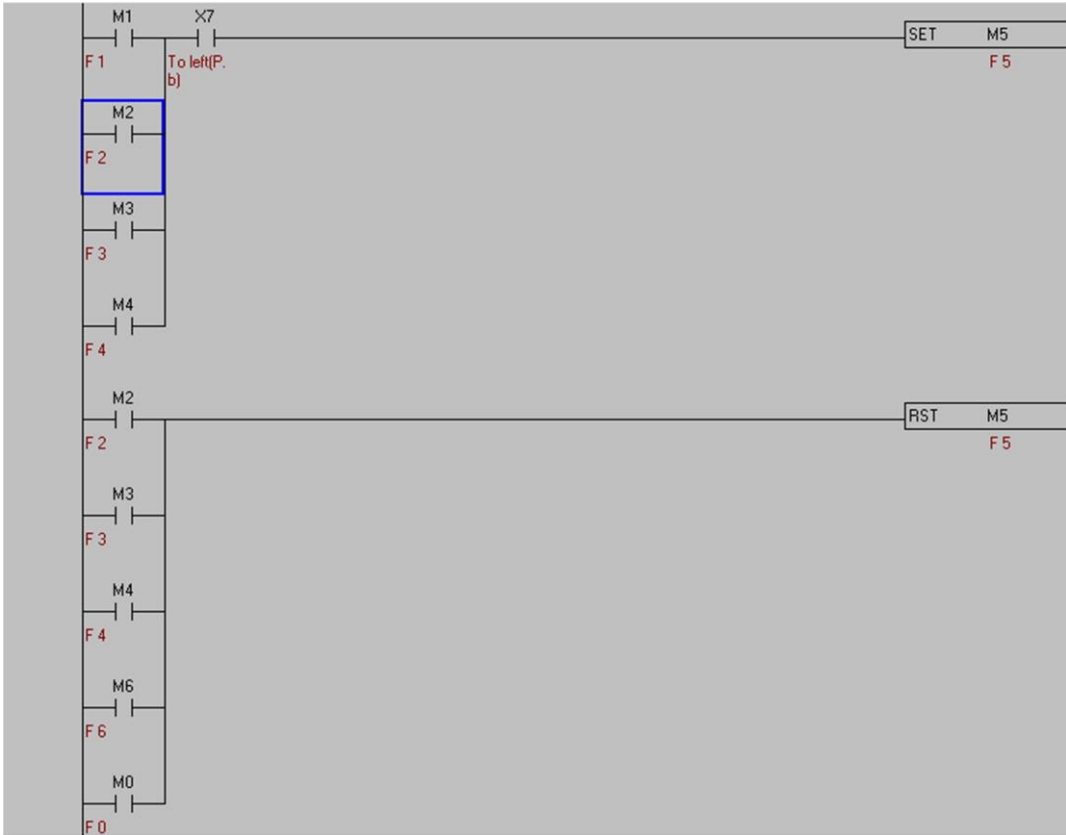 M1 X7
SET M5
F 1 To left(P.
b)
F 5
M2
F 2
M3
F 3
M4
F 4
M2
RST M5
F 2
F 5
M3
F 3
M4
F 4
M6
F 6
M0
F 0